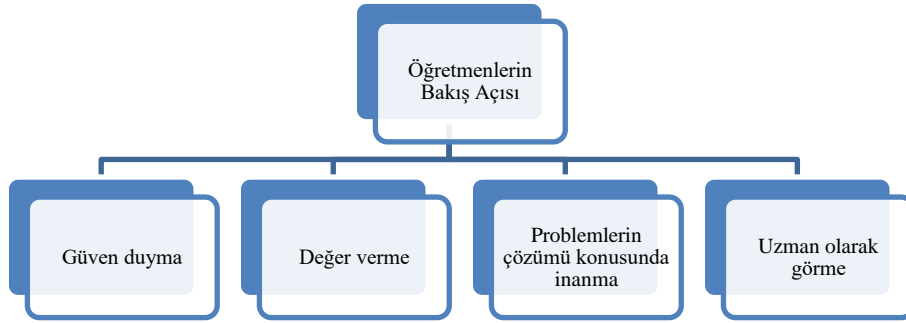 Öğretmenlerin
Bakış Açısı
Güven duyma
Değer verme
Problemlerin
çözümü konusunda
inanma
Uzman olarak
görme